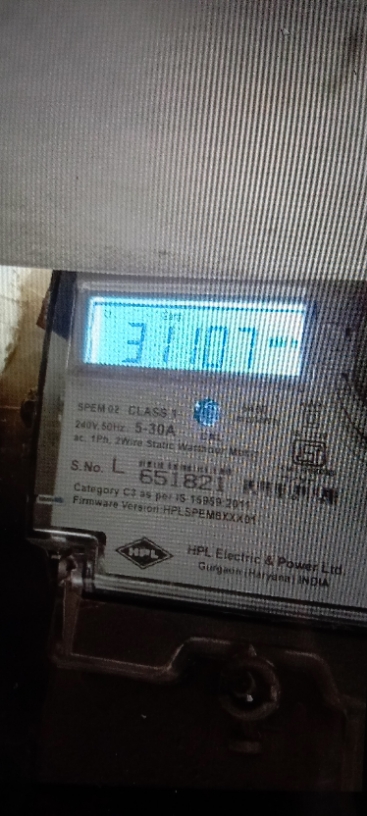 31107
SPEM 02 CLASS 1
240V, 50Hz, 5-30A
CAL
ac, 1Ph, 2Wire Static Watthour Meter
S.No. L 651821
Category C3 as per IS 15959:2011
Firmware Version:HPLSPEM8XXX01
HPL
HPL Electric & Power Ltd.
Gurgaon (Haryana) INDIA